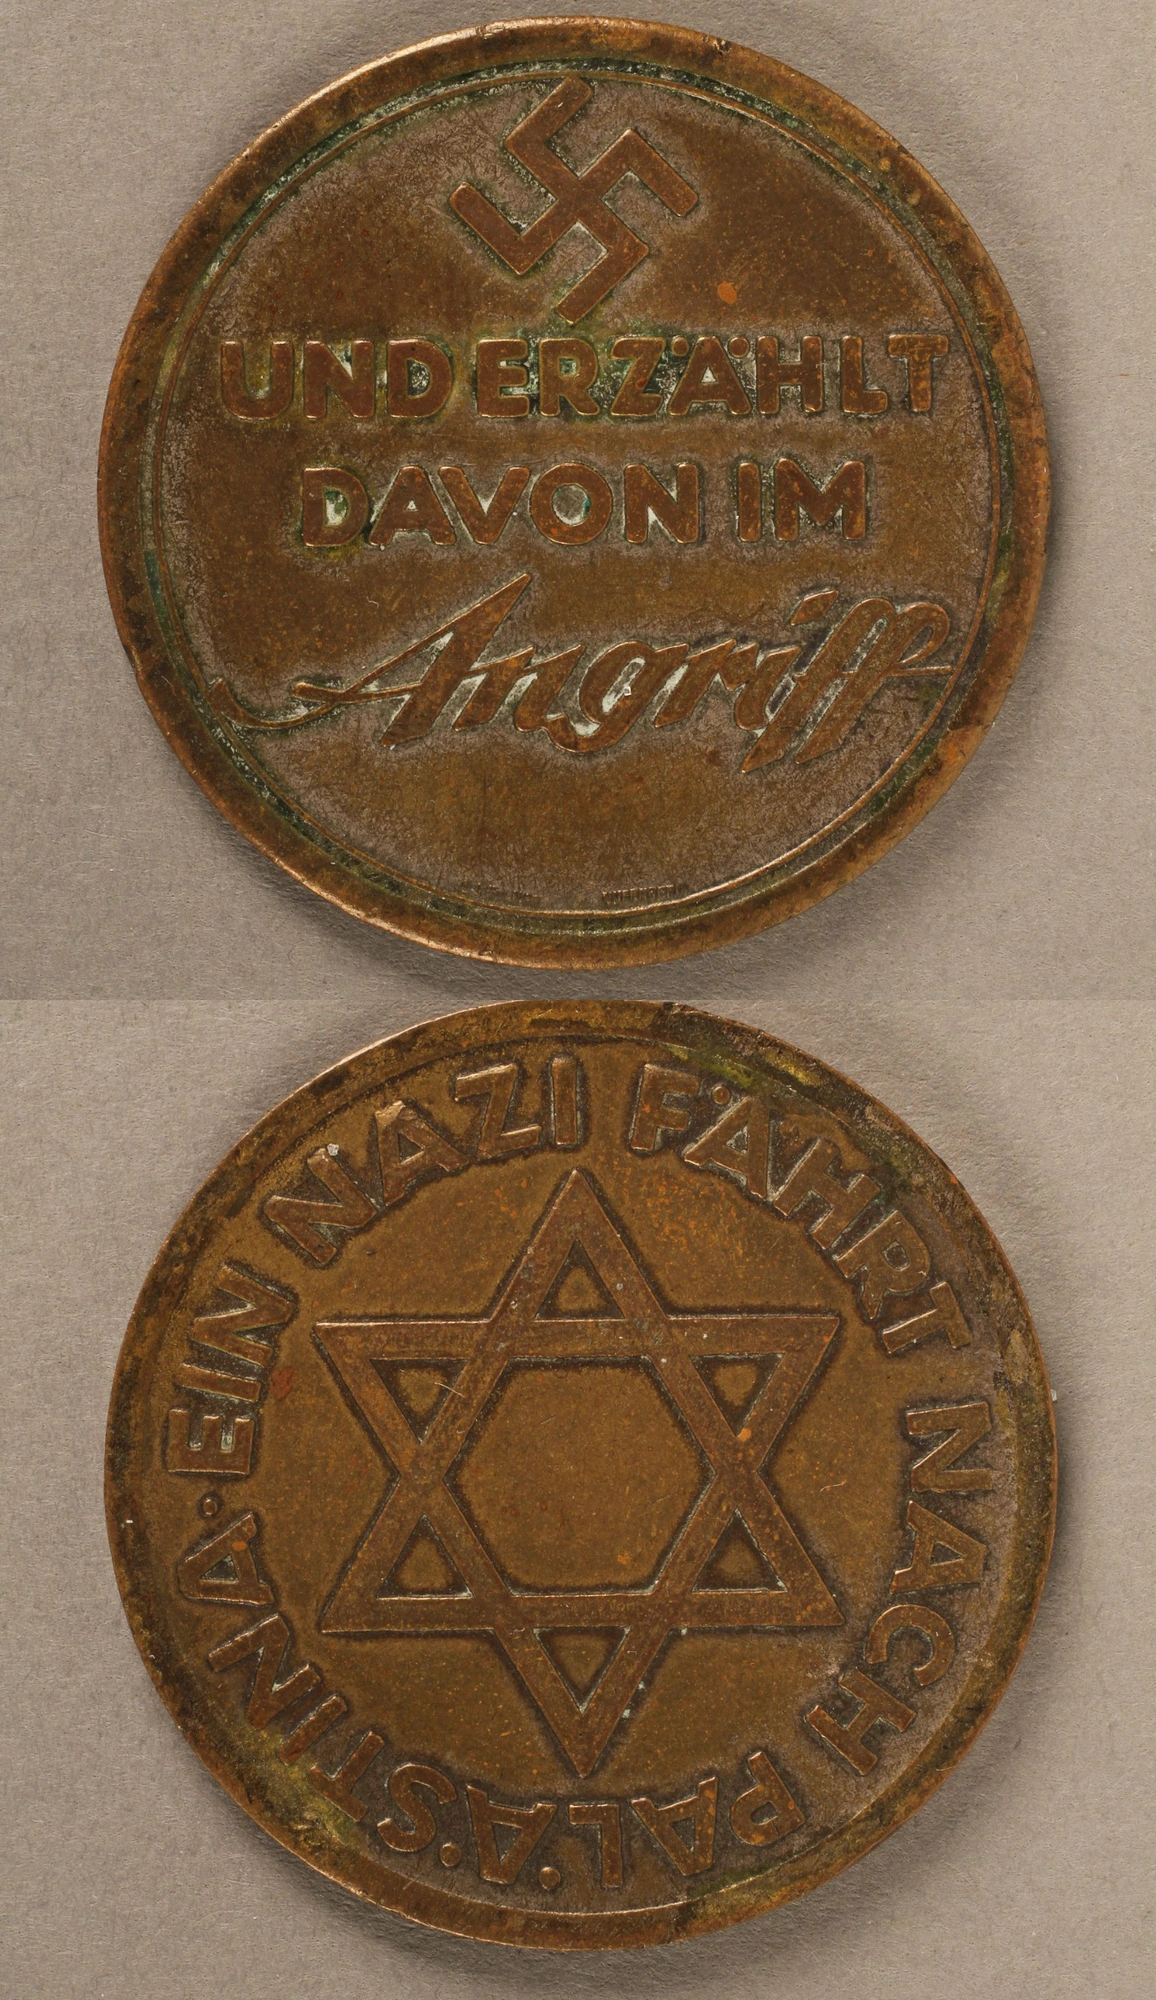 UND ERZÄHLT
DAVON IM
Angriff
EIN NAZI FÄHRT NACH PALÄSTINA·